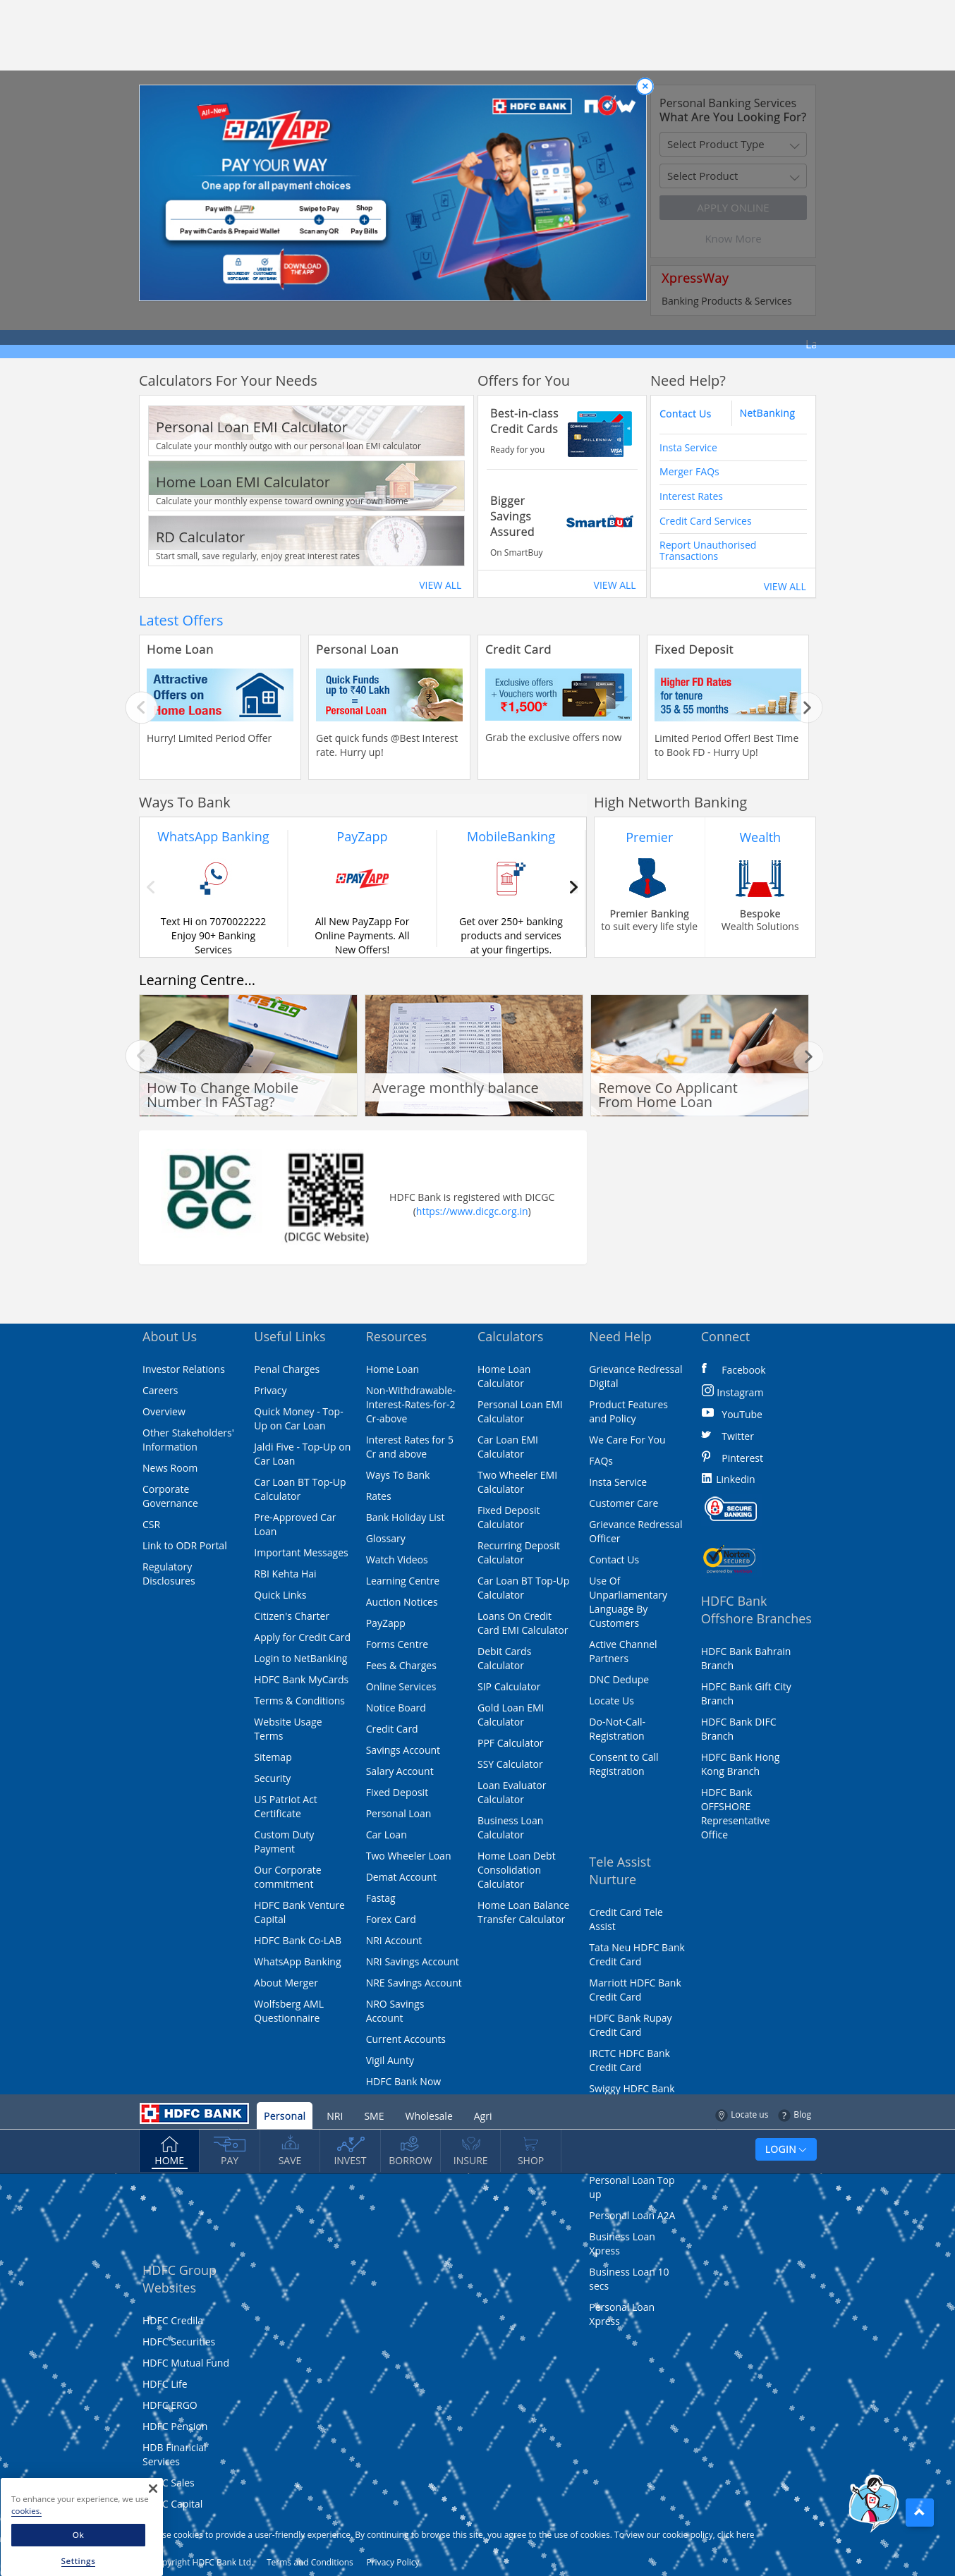 All-New
PAYZAPP
HDFC BANK
now
PAY YOUR WAY
One app for all payment choices
Pay with UPI
Swipe to Pay
Shop
Pay with Cards & Prepaid Wallet
Scan any QR
Pay Bills
SECURED BY HDFC BANK
USED BY CUSTOMERS OF ANY BANK
DOWNLOAD THE APP
Personal Banking Services
What Are You Looking For?
Select Product Type
Select Product
APPLY ONLINE
Know More
XpressWay
Banking Products & Services
La
Calculators For Your Needs
Personal Loan EMI Calculator
Calculate your monthly outgo with our personal loan EMI calculator
Home Loan EMI Calculator
Calculate your monthly expense toward owning your own home
RD Calculator
Start small, save regularly, enjoy great interest rates
VIEW ALL
Offers for You
Best-in-class
Credit Cards
Ready for you
MILLENNIA
VISA
Bigger
Savings
Assured
On SmartBuy
SmartBUY
VIEW ALL
Need Help?
Contact Us
NetBanking
Insta Service
Merger FAQs
Interest Rates
Credit Card Services
Report Unauthorised
Transactions
VIEW ALL
Latest Offers
Home Loan
Attractive
Offers on
Home Loans
Hurry! Limited Period Offer
Personal Loan
Quick Funds
up to ₹40 Lakh
=
Personal Loan
Get quick funds @Best Interest
rate. Hurry up!
Credit Card
Exclusive offers
+ Vouchers worth
₹1,500*
Grab the exclusive offers now
Fixed Deposit
Higher FD Rates
for tenure
35 & 55 months
Limited Period Offer! Best Time
to Book FD - Hurry Up!
Ways To Bank
WhatsApp Banking
Text Hi on 7070022222
Enjoy 90+ Banking
Services
PayZapp
PAYZAPP
All New PayZapp For
Online Payments. All
New Offers!
MobileBanking
Get over 250+ banking
products and services
at your fingertips.
High Networth Banking
Premier
Premier Banking
to suit every life style
Wealth
Bespoke
Wealth Solutions
Learning Centre...
FASTag
How To Change Mobile
Number In FASTag?
5
Average monthly balance
Remove Co Applicant
From Home Loan
DICGC
(DICGC Website)
HDFC Bank is registered with DICGC
(https://www.dicgc.org.in)
About Us
Investor Relations
Careers
Overview
Other Stakeholders'
Information
News Room
Corporate
Governance
CSR
Link to ODR Portal
Regulatory
Disclosures
Useful Links
Penal Charges
Privacy
Quick Money - Top-
Up on Car Loan
Jaldi Five - Top-Up on
Car Loan
Car Loan BT Top-Up
Calculator
Pre-Approved Car
Loan
Important Messages
RBI Kehta Hai
Quick Links
Citizen's Charter
Apply for Credit Card
Login to NetBanking
HDFC Bank MyCards
Terms & Conditions
Website Usage
Terms
Sitemap
Security
US Patriot Act
Certificate
Custom Duty
Payment
Our Corporate
commitment
HDFC Bank Venture
Capital
HDFC Bank Co-LAB
WhatsApp Banking
About Merger
Wolfsberg AML
Questionnaire
Resources
Home Loan
Non-Withdrawable-
Interest-Rates-for-2
Cr-above
Interest Rates for 5
Cr and above
Ways To Bank
Rates
Bank Holiday List
Glossary
Watch Videos
Learning Centre
Auction Notices
PayZapp
Forms Centre
Fees & Charges
Online Services
Notice Board
Credit Card
Savings Account
Salary Account
Fixed Deposit
Personal Loan
Car Loan
Two Wheeler Loan
Demat Account
Fastag
Forex Card
NRI Account
NRI Savings Account
NRE Savings Account
NRO Savings
Account
Current Accounts
Vigil Aunty
HDFC Bank Now
Calculators
Home Loan
Calculator
Personal Loan EMI
Calculator
Car Loan EMI
Calculator
Two Wheeler EMI
Calculator
Fixed Deposit
Calculator
Recurring Deposit
Calculator
Car Loan BT Top-Up
Calculator
Loans On Credit
Card EMI Calculator
Debit Cards
Calculator
SIP Calculator
Gold Loan EMI
Calculator
PPF Calculator
SSY Calculator
Loan Evaluator
Calculator
Business Loan
Calculator
Home Loan Debt
Consolidation
Calculator
Home Loan Balance
Transfer Calculator
Need Help
Grievance Redressal
Digital
Product Features
and Policy
We Care For You
FAQs
Insta Service
Customer Care
Grievance Redressal
Officer
Contact Us
Use Of
Unparliamentary
Language By
Customers
Active Channel
Partners
DNC Dedupe
Locate Us
Do-Not-Call-
Registration
Consent to Call
Registration
Tele Assist
Nurture
Credit Card Tele
Assist
Tata Neu HDFC Bank
Credit Card
Marriott HDFC Bank
Credit Card
HDFC Bank Rupay
Credit Card
IRCTC HDFC Bank
Credit Card
Swiggy HDFC Bank
Connect
Facebook
Instagram
YouTube
Twitter
Pinterest
Linkedin
SECURE BANKING
Norton
SECURED
powered by
HDFC Bank
Offshore Branches
HDFC Bank Bahrain
Branch
HDFC Bank Gift City
Branch
HDFC Bank DIFC
Branch
HDFC Bank Hong
Kong Branch
HDFC Bank
OFFSHORE
Representative
Office
HDFC BANK
Personal
NRI
SME
Wholesale
Agri
Locate us
? Blog
HOME
PAY
SAVE
INVEST
BORROW
INSURE
SHOP
LOGIN
Personal Loan Top
up
Personal Loan A2A
Business Loan
Xpress
Business Loan 10
secs
Personal Loan
Xpress
HDFC Group
Websites
HDFC Credila
HDFC Securities
HDFC Mutual Fund
HDFC Life
HDFC ERGO
HDFC Pension
HDB Financial
Services
Sales
Capital
To enhance your experience, we use
cookies.
Ok
Settings
use cookies to provide a user-friendly experience. By continuing to browse this site, you agree to the use of cookies. To view our cookie policy, click here
pyright HDFC Bank Ltd.
Terms and Conditions
Privacy Policy